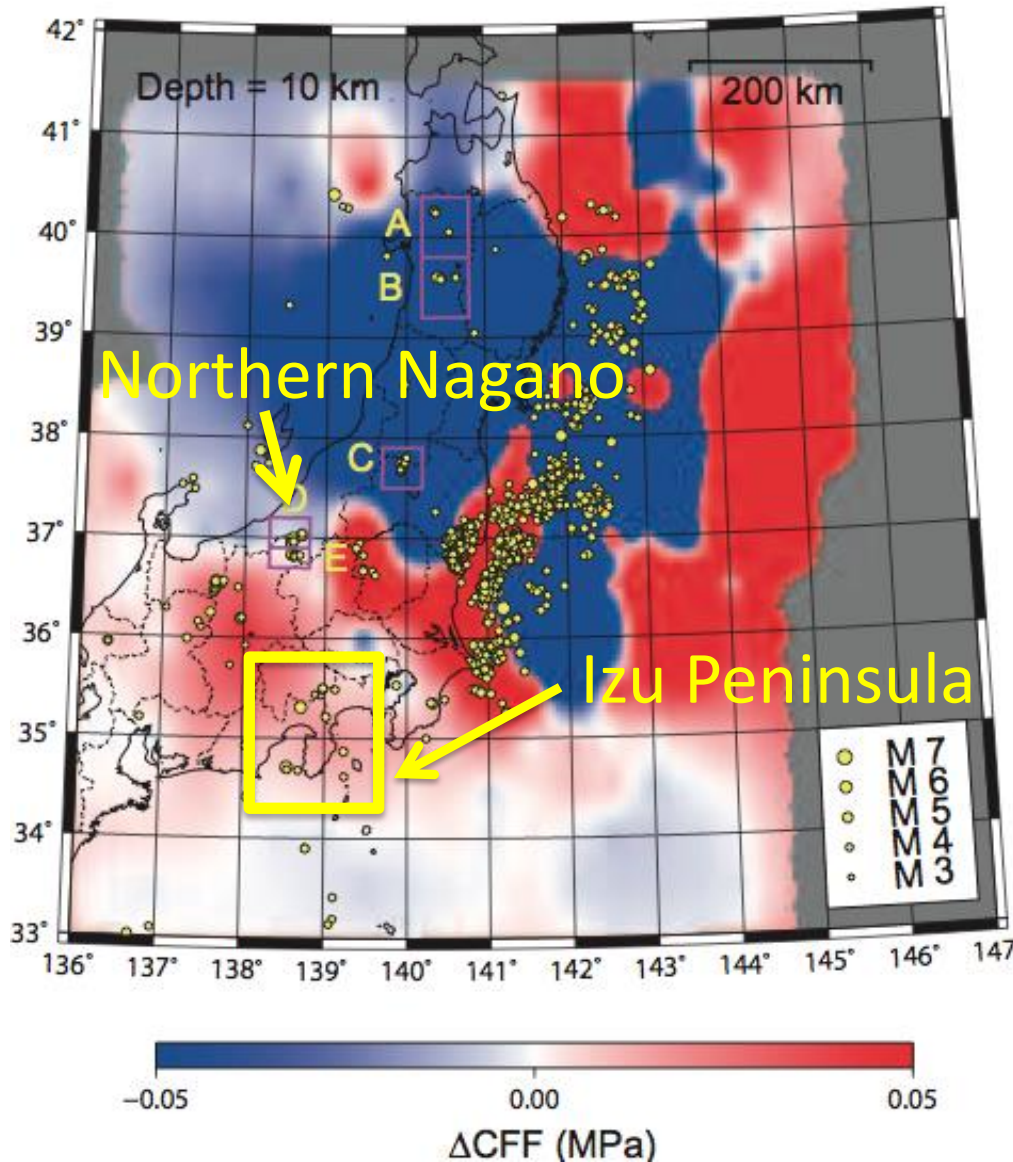 42°
Depth = 10 km
200 km
41°
A
40°
B
39°
Northern Nagano
38°
C
D
37°
E
36°
Izu Peninsula
35°
M 7
M 6
M 5
M 4
M 3
34°
33°
136° 137° 138° 139° 140° 141° 142° 143° 144° 145° 146° 147°
−0.05 0.00 0.05
ΔCFF (MPa)